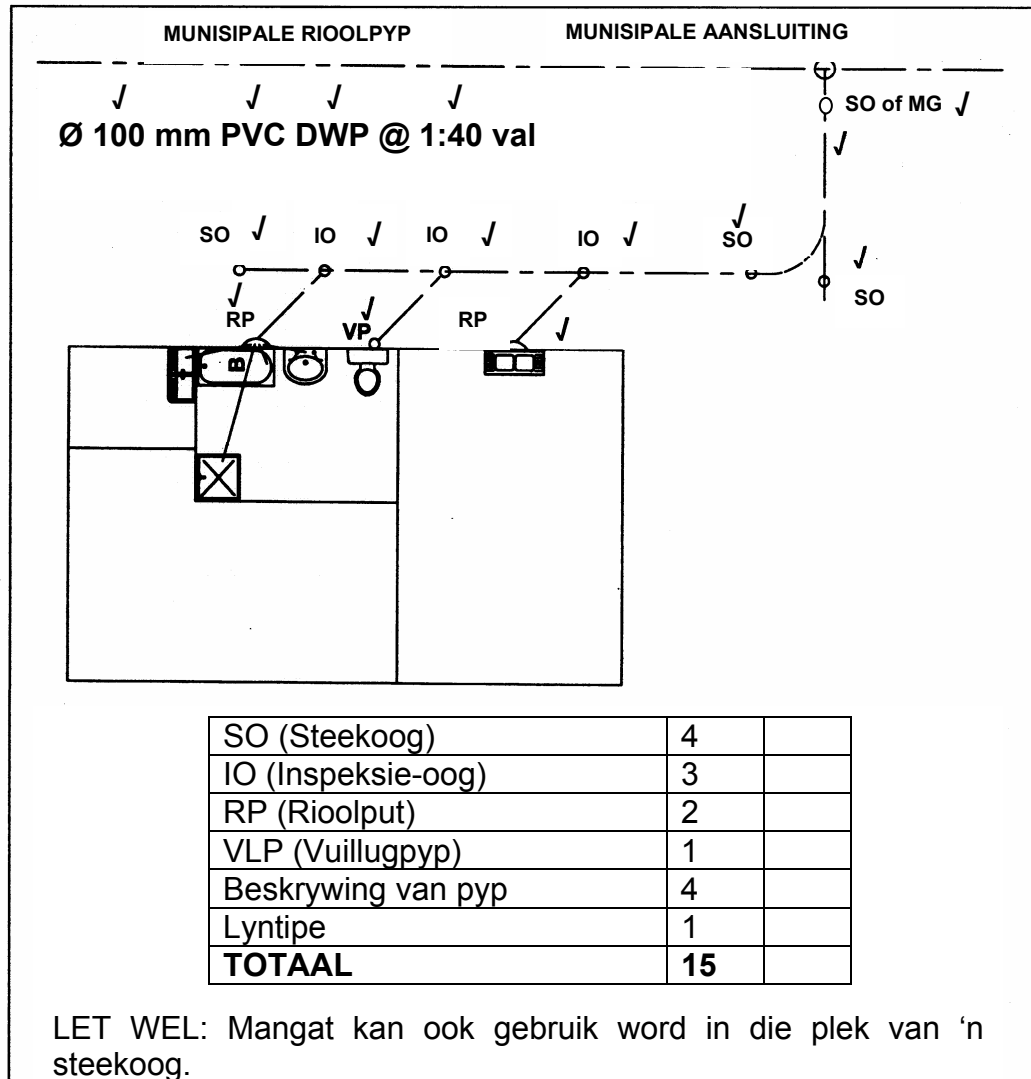 MUNISIPALE RIOOLPYP MUNISIPALE AANSLUITING
SO of MG √
√ √ √ √
Ø 100 mm PVC DWP @ 1:40 val
√
SO √ IO √ IO √ IO √ √ SO
√ SO
√ RP √ VP RP √
B
SO (Steekoog) 4
IO (Inspeksie-oog) 3
RP (Rioolput) 2
VLP (Vuillugpyp) 1
Beskrywing van pyp 4
Lyntipe 1
TOTAAL 15
LET WEL: Mangat kan ook gebruik word in die plek van ‘n
steekoog.